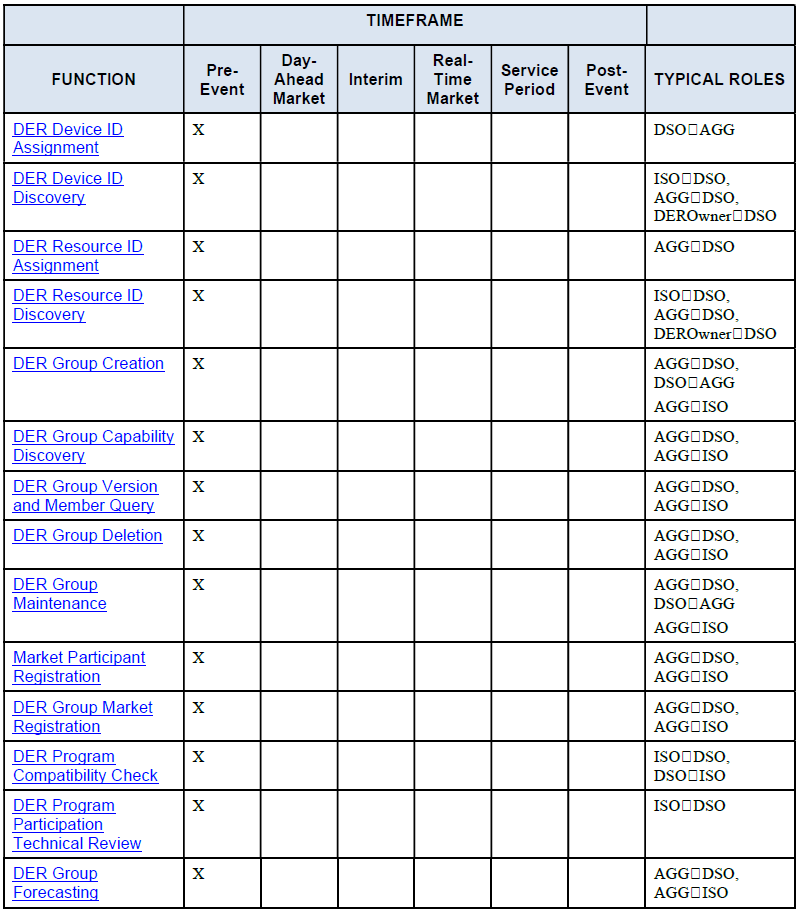 TIMEFRAME
FUNCTION
Pre-
Event
Day-
Ahead
Market
Interim
Real-
Time
Market
Service
Period
Post-
Event
TYPICAL ROLES
DER Device ID
Assignment
X
DSO□AGG
DER Device ID
Discovery
X
ISO□DSO,
AGG□DSO,
DEROwner□DSO
DER Resource ID
Assignment
X
AGG□DSO
DER Resource ID
Discovery
X
ISO□DSO,
AGG□DSO,
DEROwner□DSO
DER Group Creation
X
AGG□DSO,
DSO□AGG
AGG□ISO
DER Group Capability
Discovery
X
AGG□DSO,
AGG□ISO
DER Group Version
and Member Query
X
AGG□DSO,
AGG□ISO
DER Group Deletion
X
AGG□DSO,
AGG□ISO
DER Group
Maintenance
X
AGG□DSO,
DSO□AGG
AGG□ISO
Market Participant
Registration
X
AGG□DSO,
AGG□ISO
DER Group Market
Registration
X
AGG□DSO,
AGG□ISO
DER Program
Compatibility Check
X
ISO□DSO,
DSO□ISO
DER Program
Participation
Technical Review
X
ISO□DSO
DER Group
Forecasting
X
AGG□DSO,
AGG□ISO